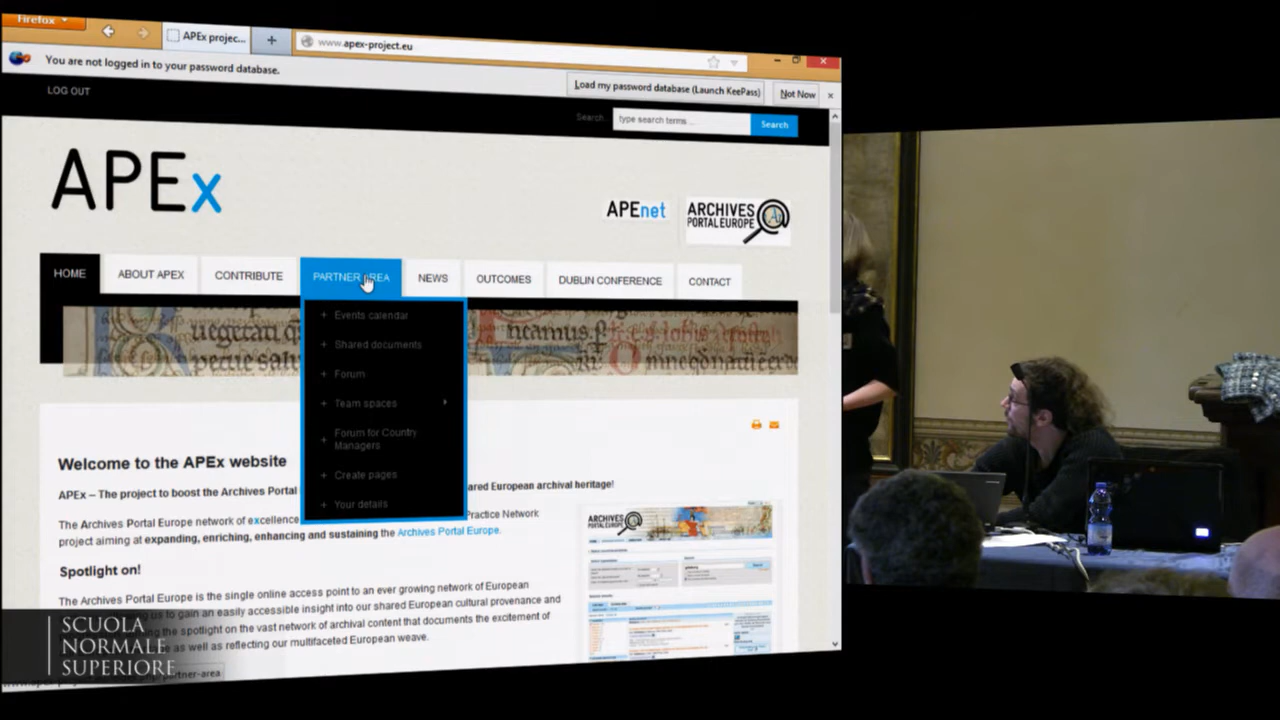 Firefox
APEx projec...
www.apex-project.eu
You are not logged in to your password database.
Load my password database (Launch KeePass)
Not Now
LOG OUT
Search
type search terms ...
Search
APEx
APEnet
ARCHIVES
PORTAL EUROPE
HOME
ABOUT APEX
CONTRIBUTE
PARTNER AREA
NEWS
OUTCOMES
DUBLIN CONFERENCE
CONTACT
+ Events calendar
+ Shared documents
+ Forum
+ Team spaces
+ Forum for Country
Managers
+ Create pages
+ Your details
Welcome to the APEx website
APEx – The project to boost the Archives Portal
ared European archival heritage!
The Archives Portal Europe network of excellence
Practice Network
project aiming at expanding, enriching, enhancing and sustaining the Archives Portal Europe.
Spotlight on!
The Archives Portal Europe is the single online access point to an ever growing network of European
us to gain an easily accessible insight into our shared European cultural provenance and
the spotlight on the vast network of archival content that documents the excitement of
as well as reflecting our multifaceted European weave.
ARCHIVES
PORTAL EUROPE
SCUOLA
NORMALE
SUPERIORE
partner-area